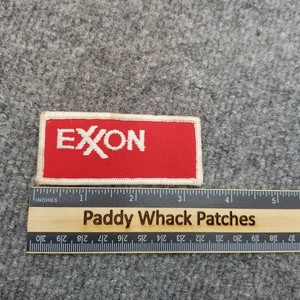 EXXON
INCHES 1 2 3 4 5
Paddy Whack Patches